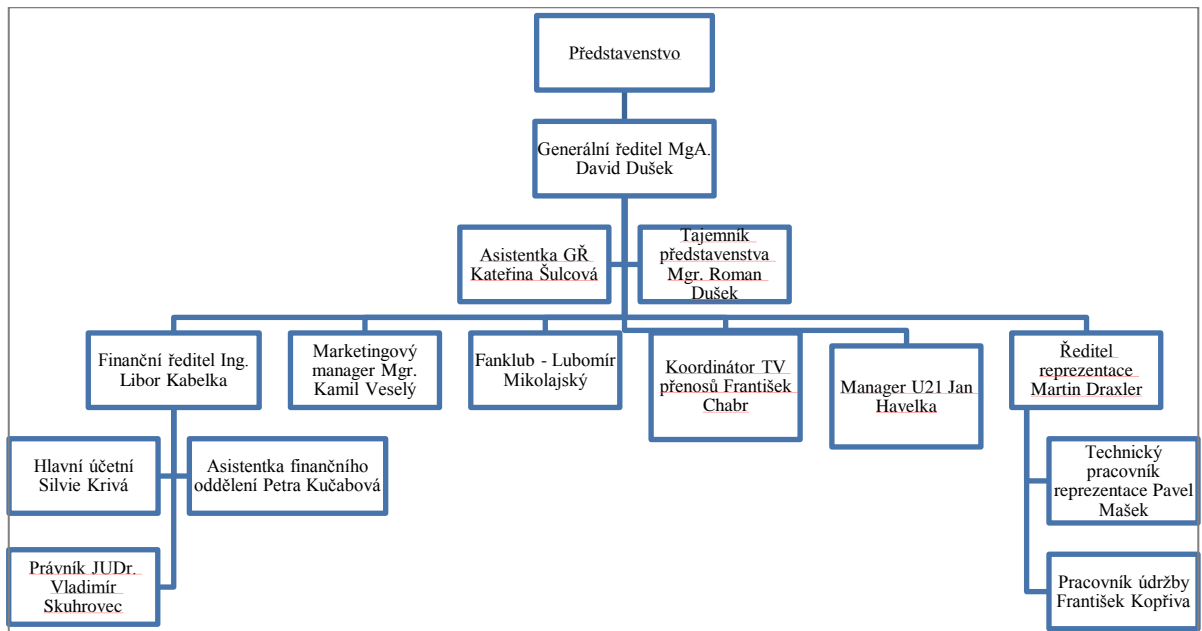 Představenstvo
Generální ředitel MgA.
David Dušek
Asistentka GŘ
Kateřina Šulcová
Tajemník
představenstva
Mgr. Roman
Dušek
Finanční ředitel Ing.
Libor Kabelka
Marketingový
manager Mgr.
Kamil Veselý
Fanklub - Lubomír
Mikolajský
Koordinátor TV
přenosů František
Chabr
Manager U21 Jan
Havelka
Ředitel
reprezentace
Martin Draxler
Hlavní účetní
Silvie Krivá
Asistentka finančního
oddělení Petra Kučabová
Technický
pracovník
reprezentace Pavel
Mašek
Právník JUDr.
Vladimír
Skuhrovec
Pracovník údržby
František Kopřiva